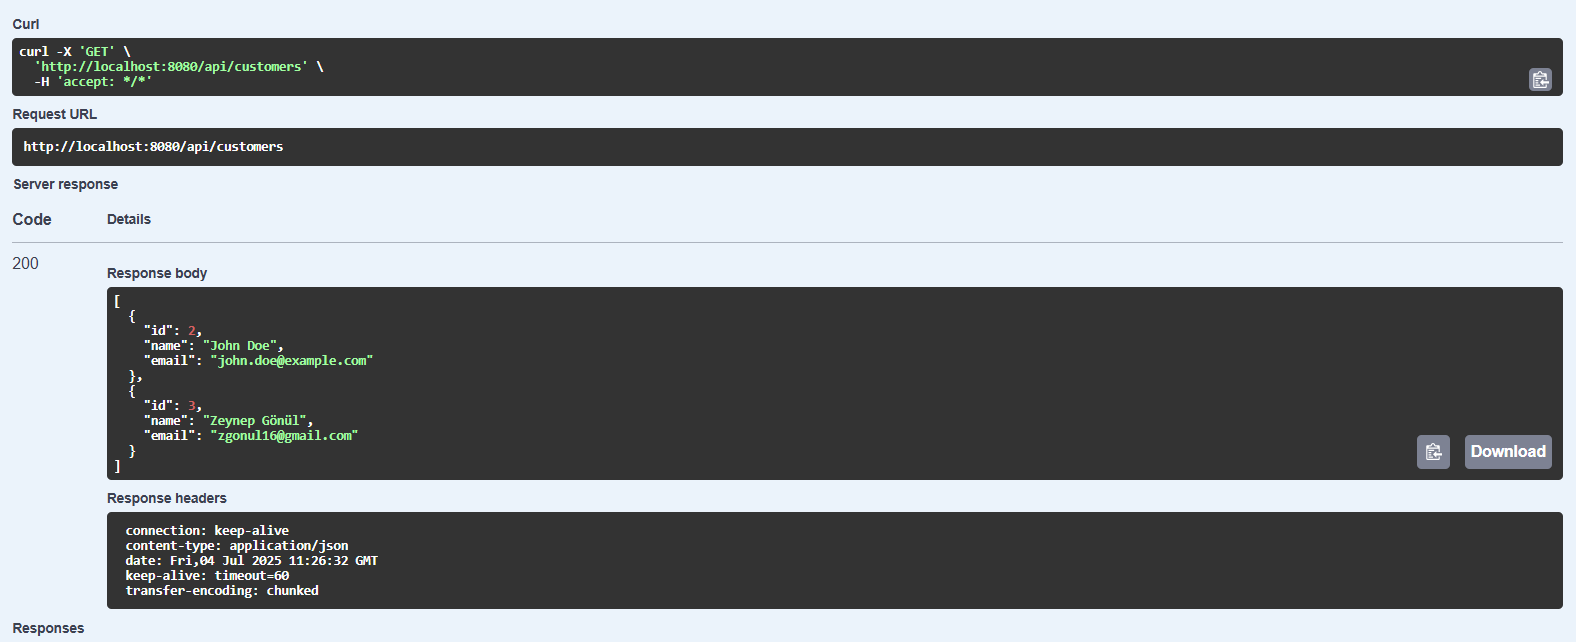 Curl
curl -X 'GET' \
  'http://localhost:8080/api/customers' \
  -H 'accept: */*'
Request URL
http://localhost:8080/api/customers
Server response
Code Details
200
Response body
[
  {
    "id": 2,
    "name": "John Doe",
    "email": "john.doe@example.com"
  },
  {
    "id": 3,
    "name": "Zeynep Gönül",
    "email": "zgonul16@gmail.com"
  }
]
Download
Response headers
connection: keep-alive
content-type: application/json
date: Fri,04 Jul 2025 11:26:32 GMT
keep-alive: timeout=60
transfer-encoding: chunked
Responses